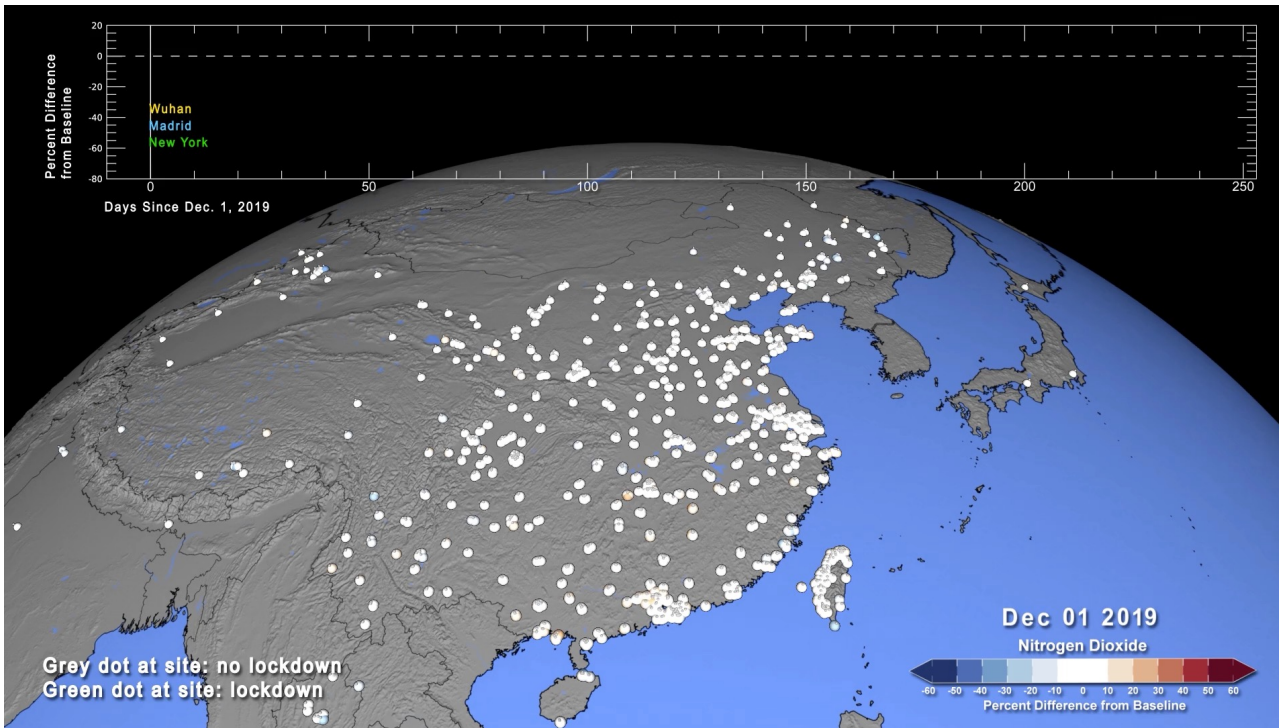 20
0
-20
-40
-60
-80
Percent Difference
from Baseline
Wuhan
Madrid
New York
0 50 100 150 200 250
Days Since Dec. 1, 2019
Dec 01 2019
Nitrogen Dioxide
-60 -50 -40 -30 -20 -10 0 10 20 30 40 50 60
Percent Difference from Baseline
Grey dot at site: no lockdown
Green dot at site: lockdown